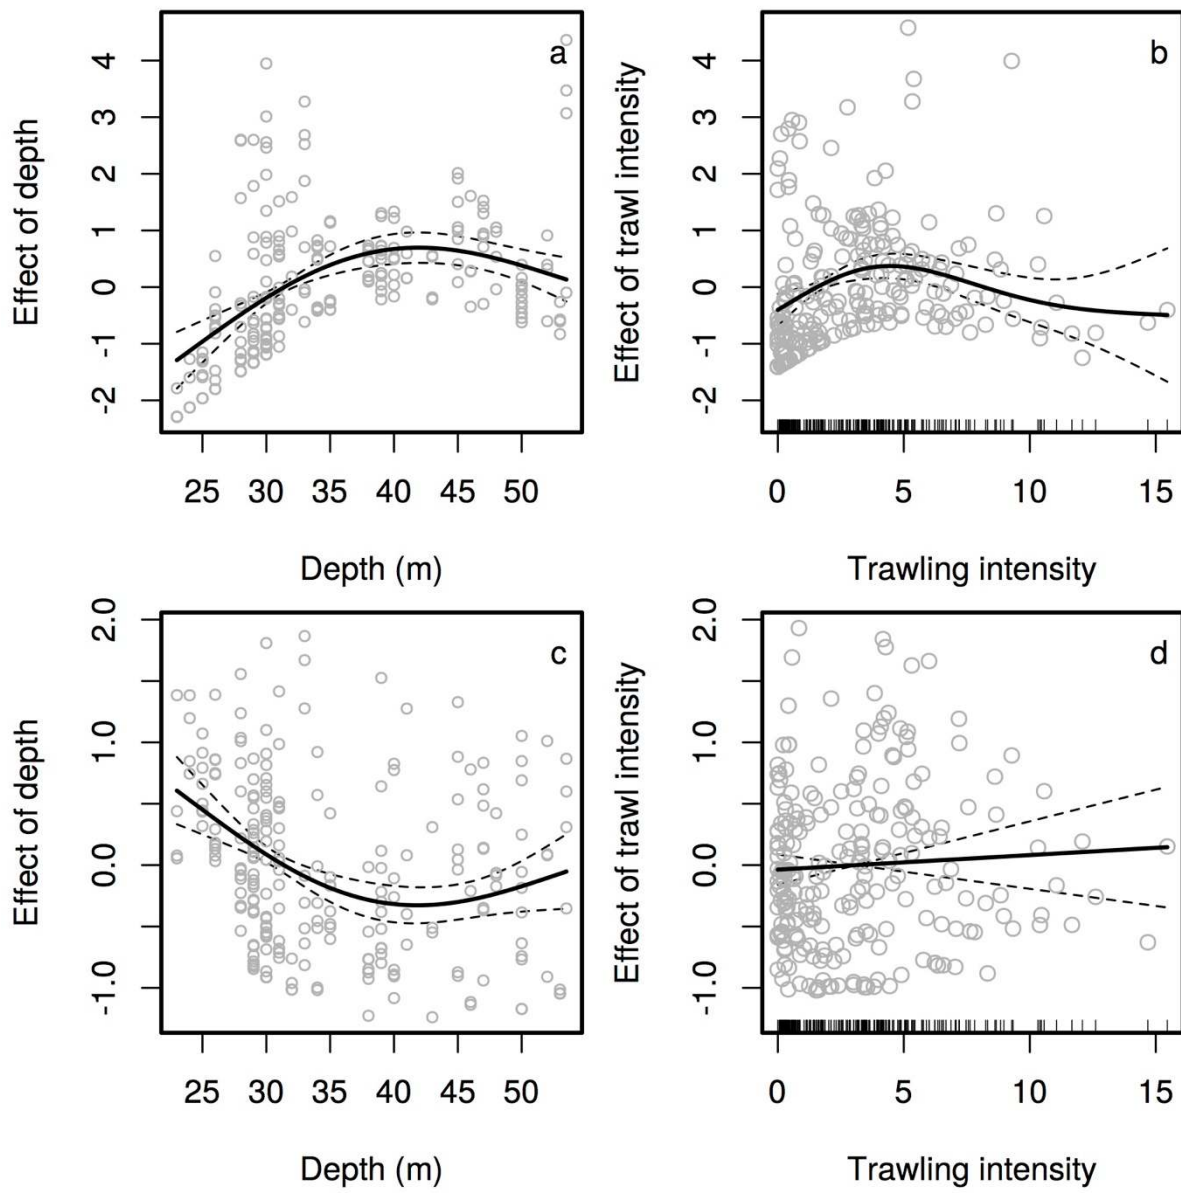 a
Effect of depth
4
3
2
1
0
-1
-2
25 30 35 40 45 50
Depth (m)
b
Effect of trawl intensity
4
3
2
1
0
-1
-2
0 5 10 15
Trawling intensity
c
Effect of depth
2.0
1.0
0.0
-1.0
25 30 35 40 45 50
Depth (m)
d
Effect of trawl intensity
2.0
1.0
0.0
-1.0
0 5 10 15
Trawling intensity